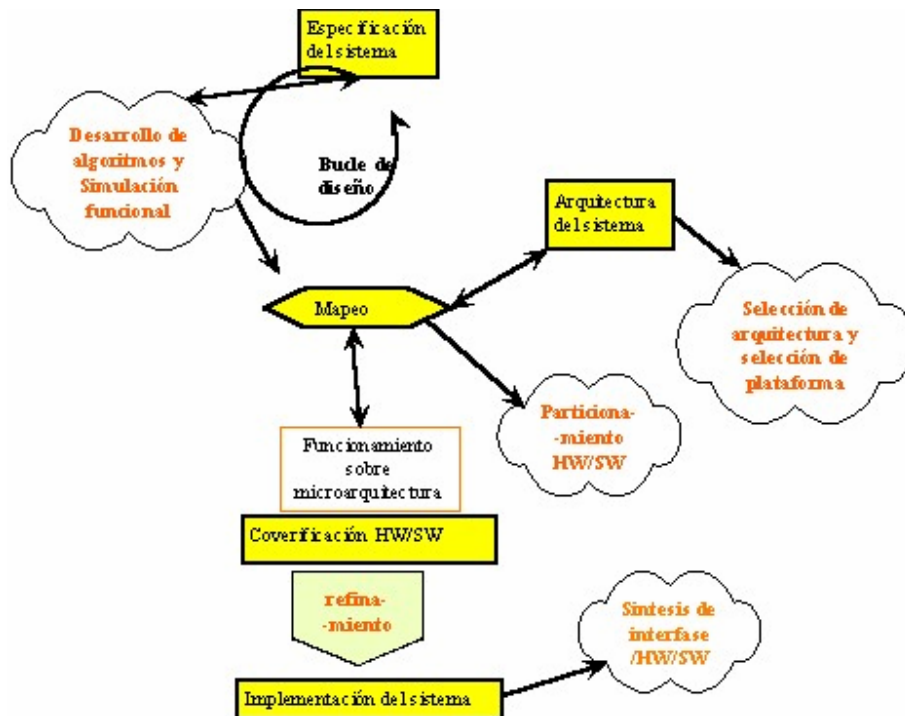 Especificación
del sistema
Desarrollo de
algoritmos y
Simulación
funcional
Bucle de
diseño
Arquitectura
del sistema
Mapeo
Selección de
arquitectura y
selección de
plataforma
Particiona-
-miento
HW/SW
Funcionamiento
sobre
microarquitectura
Coverificación HW/SW
refina-
-miento
Síntesis de
interfase
/HW/SW
Implementación del sistema